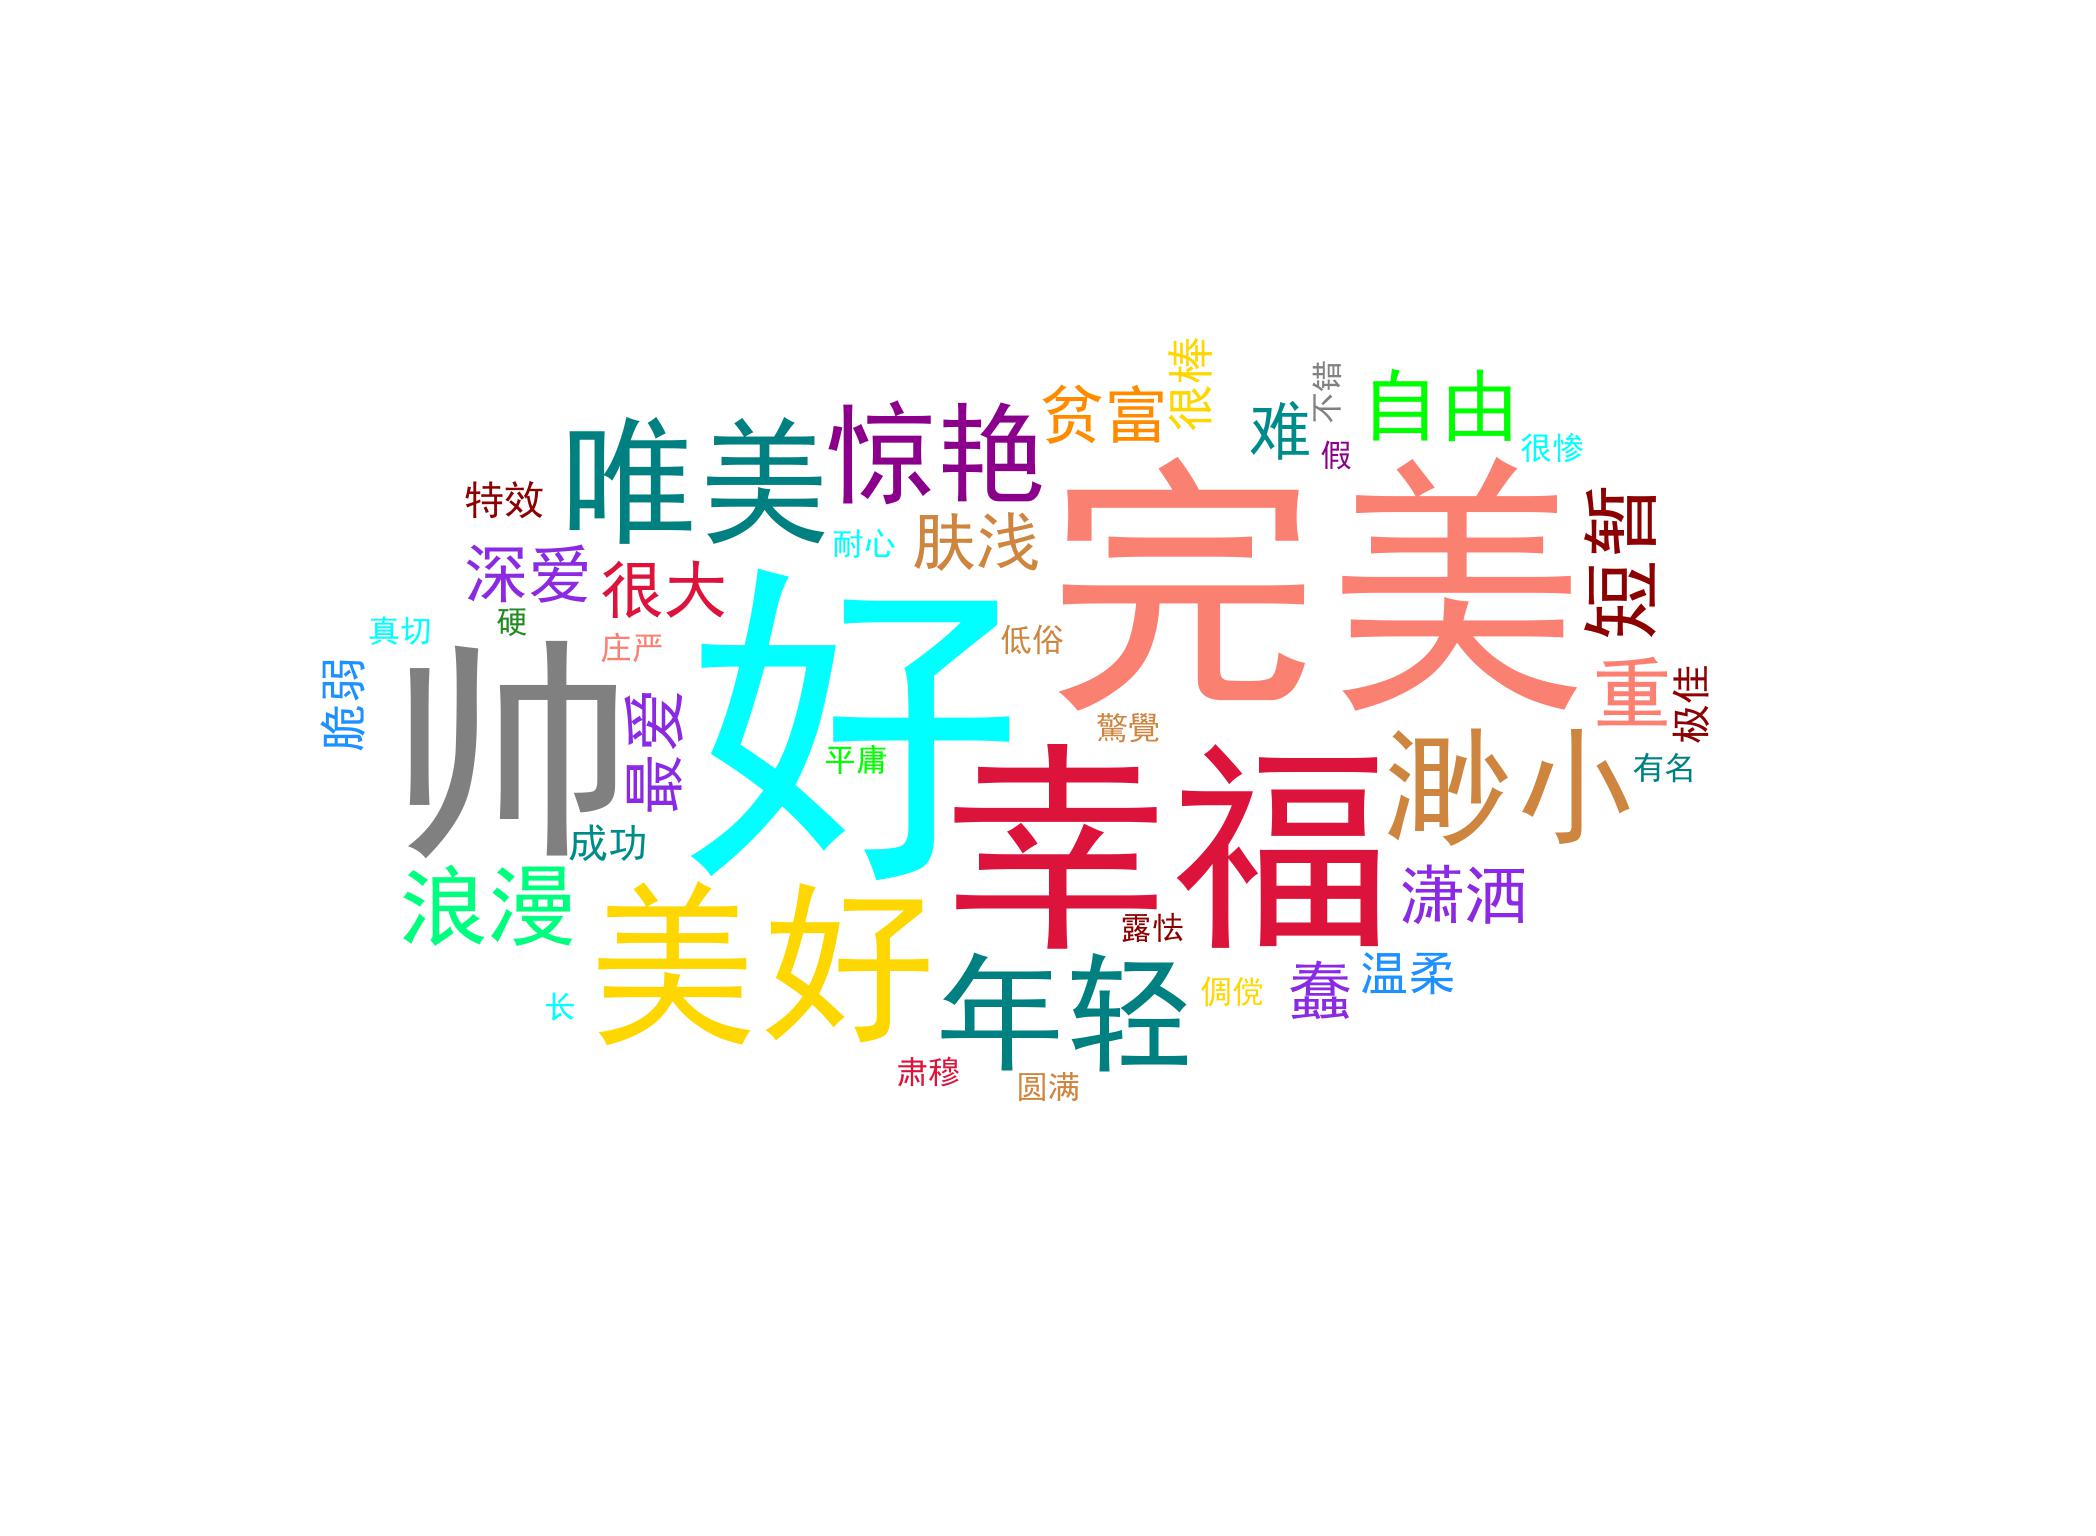 很棒
不错
贫富
自由
难
假
很惨
唯美
惊艳
特效
耐心
肤浅
完美
短暂
深爱
很大
硬
真切
庄严
低俗
好
帅
脆弱
最爱
重
极佳
驚覺
平庸
幸福
渺小
有名
成功
浪漫
美好
潇洒
露怯
年轻
倜傥
蠢
温柔
长
肃穆
圆满